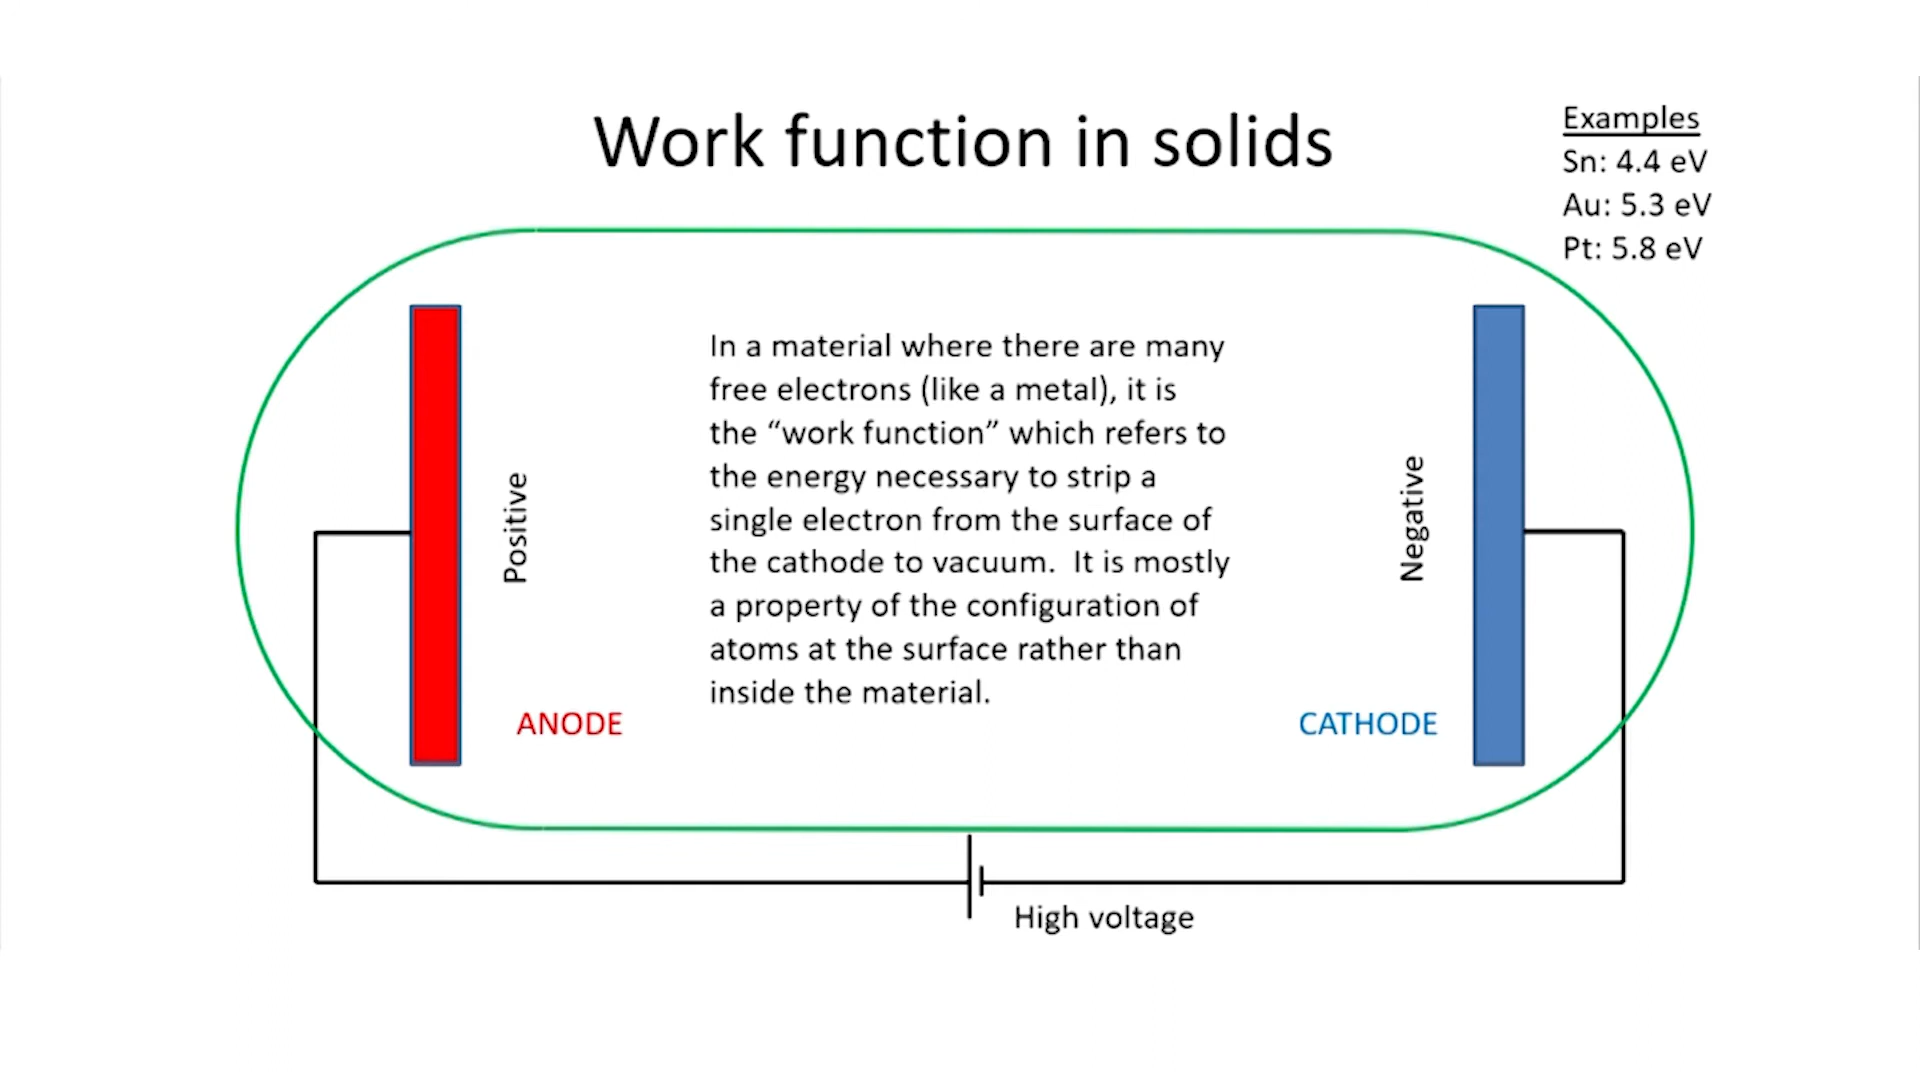 Work function in solids
Examples
Sn: 4.4 eV
Au: 5.3 eV
Pt: 5.8 eV
In a material where there are many
free electrons (like a metal), it is
the “work function” which refers to
the energy necessary to strip a
single electron from the surface of
the cathode to vacuum.  It is mostly
a property of the configuration of
atoms at the surface rather than
inside the material.
Positive
Negative
ANODE
CATHODE
High voltage